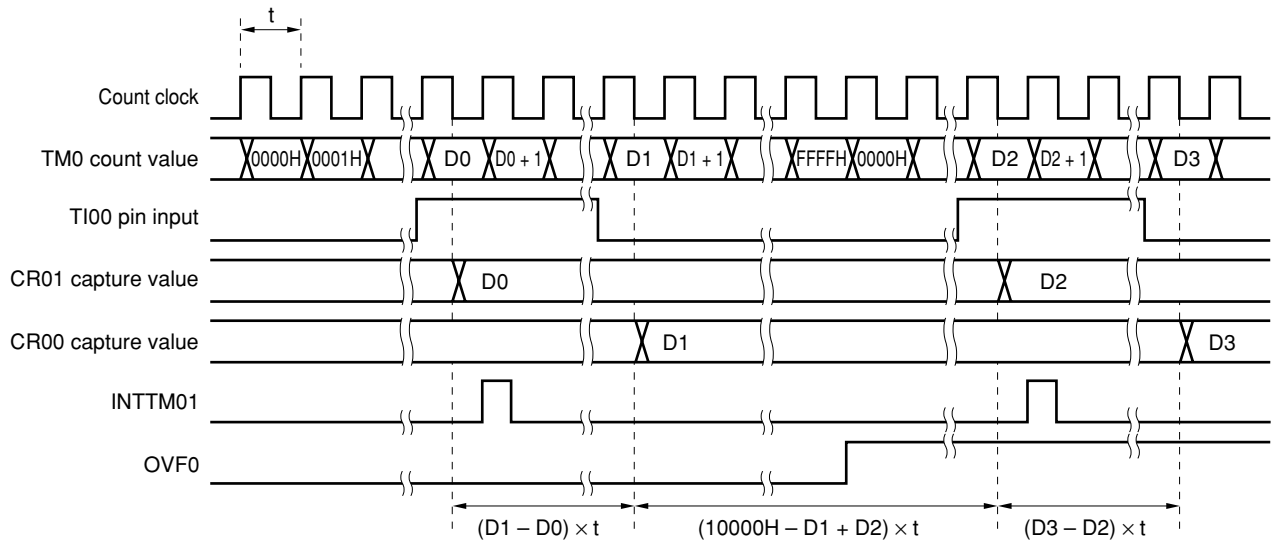 t
Count clock
TM0 count value 0000H 0001H D0 D0 + 1 D1 D1 + 1 FFFFH 0000H D2 D2 + 1 D3
TI00 pin input
CR01 capture value D0 D2
CR00 capture value D1 D3
INTTM01
OVF0
(D1 – D0) × t (10000H – D1 + D2) × t (D3 – D2) × t